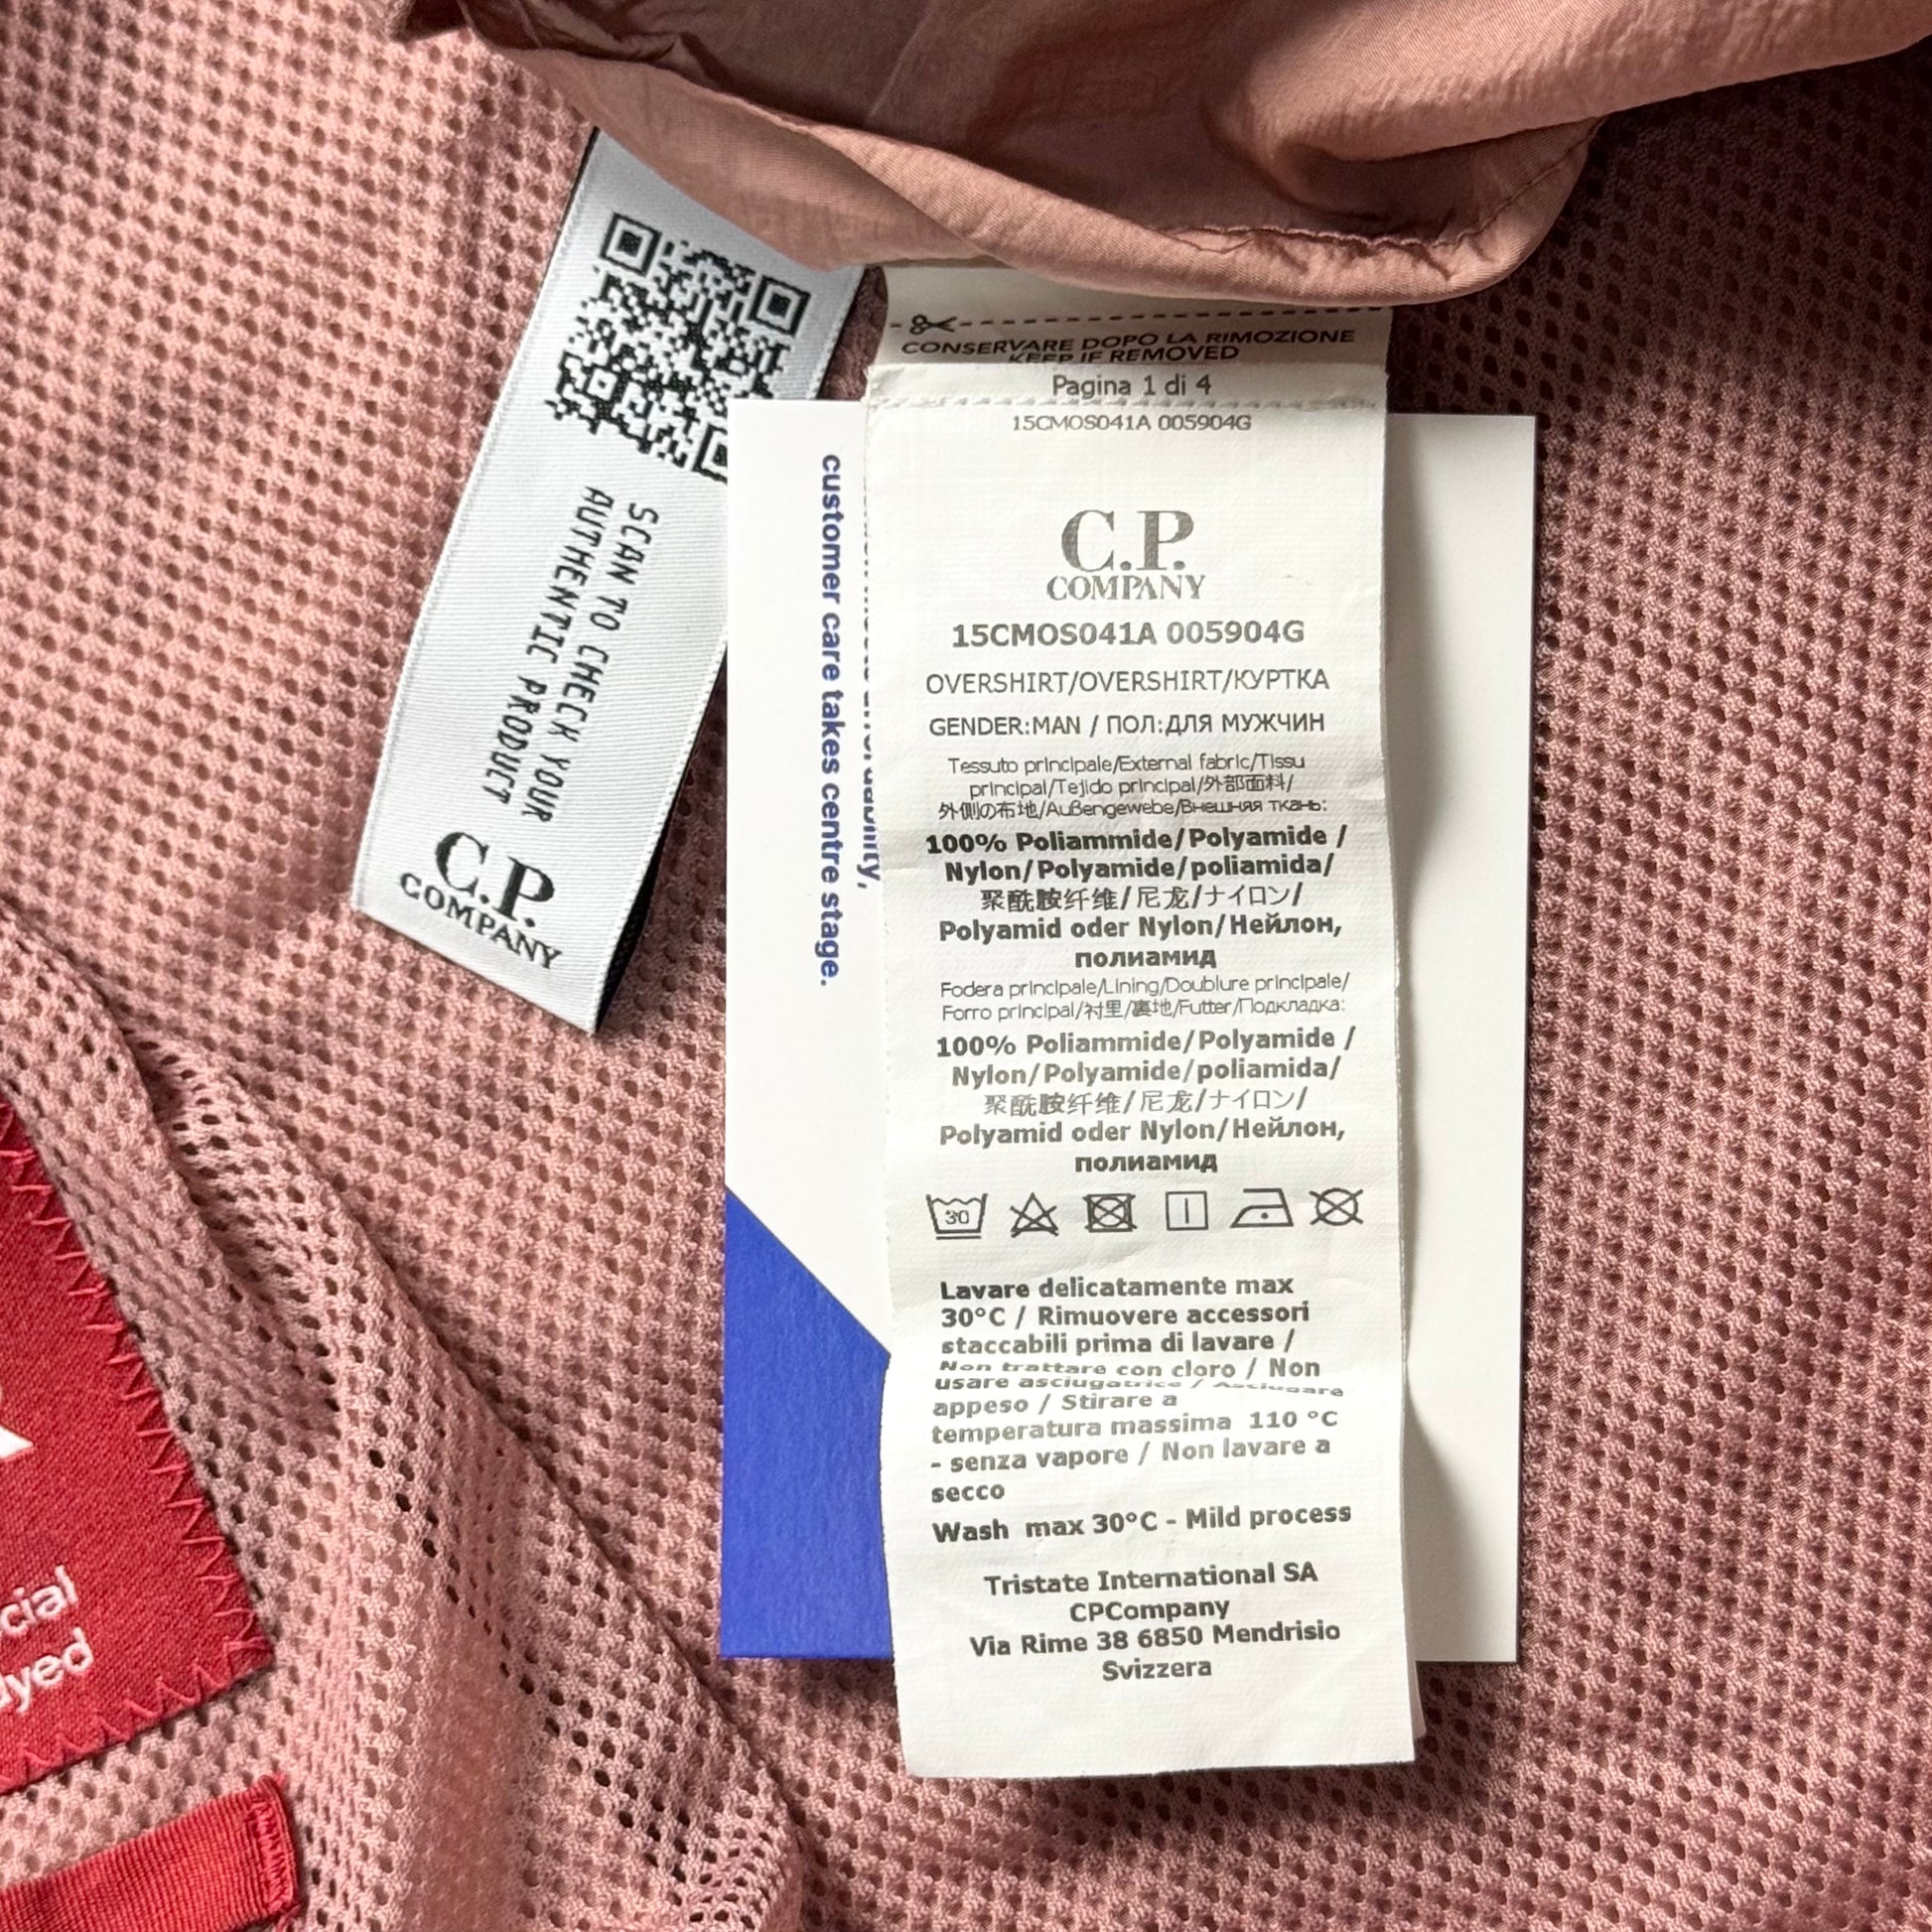 SCAN TO CHECK YOUR
AUTHENTIC PRODUCT
C.P.
COMPANY
customer care takes centre stage.
CONSERVARE DOPO LA RIMOZIONE
KEEP IF REMOVED
Pagina 1 di 4
15CMOS041A 005904G
C.P.
COMPANY
15CMOS041A 005904G
OVERSHIRT/OVERSHIRT/КУРТКА
GENDER:MAN / ПОЛ:ДЛЯ МУЖЧИН
Tessuto principale/External fabric/Tissu
principal/Tejido principal/外部面料/
外側の布地/Außengewebe/Внешняя ткань:
100% Poliammide/Polyamide /
Nylon/Polyamide/poliamida/
聚酰胺纤维/尼龙/ナイロン/
Polyamid oder Nylon/Нейлон,
полиамид
Fodera principale/Lining/Doublure principale/
Forro principal/衬里/裏地/Futter/Подкладка:
100% Poliammide/Polyamide /
Nylon/Polyamide/poliamida/
聚酰胺纤维/尼龙/ナイロン/
Polyamid oder Nylon/Нейлон,
полиамид
30
Lavare delicatamente max
30°C / Rimuovere accessori
staccabili prima di lavare /
Non trattare con cloro / Non
usare asciugatrice / Asciugare
appeso / Stirare a
temperatura massima 110 °C
- senza vapore / Non lavare a
secco
Wash max 30°C - Mild process
Tristate International SA
CPCompany
Via Rime 38 6850 Mendrisio
Svizzera